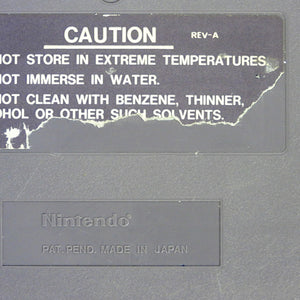 CAUTION REV-A
NOT STORE IN EXTREME TEMPERATURES.
NOT IMMERSE IN WATER.
NOT CLEAN WITH BENZENE, THINNER,
OHOL OR OTHER SUCH SOLVENTS.
Nintendo®
PAT. PEND. MADE IN JAPAN